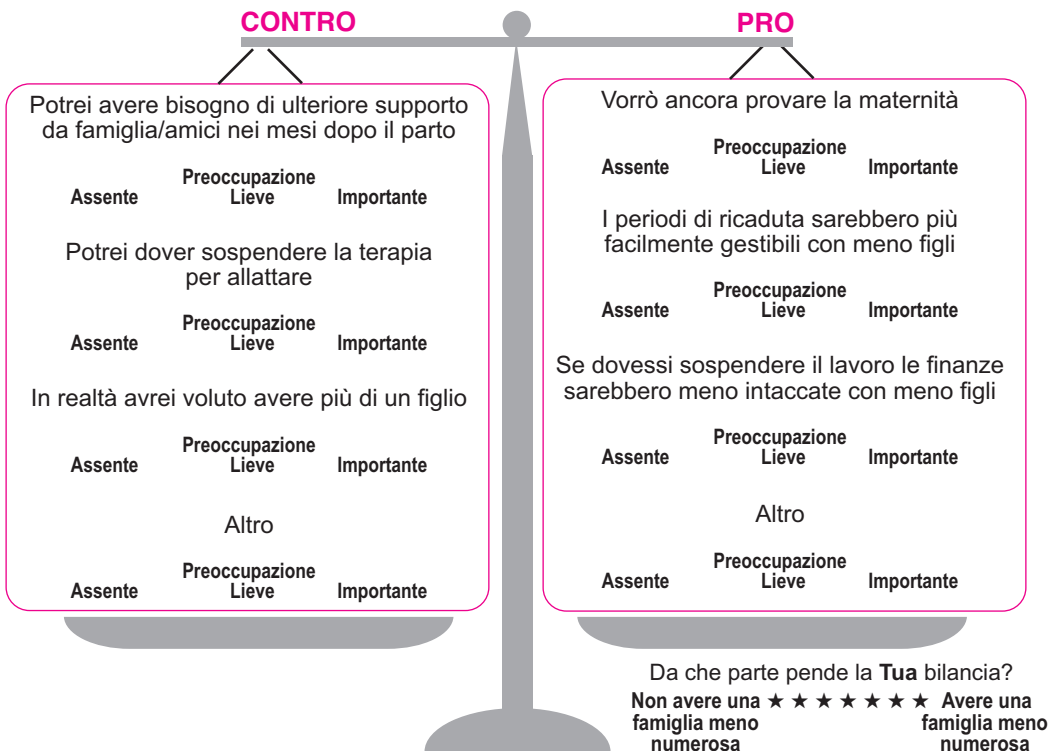 CONTRO
Potrei avere bisogno di ulteriore supporto
da famiglia/amici nei mesi dopo il parto
Preoccupazione
Assente Lieve Importante
Potrei dover sospendere la terapia
per allattare
Preoccupazione
Assente Lieve Importante
In realtà avrei voluto avere più di un figlio
Preoccupazione
Assente Lieve Importante
Altro
Preoccupazione
Assente Lieve Importante
PRO
Vorrò ancora provare la maternità
Preoccupazione
Assente Lieve Importante
I periodi di ricaduta sarebbero più
facilmente gestibili con meno figli
Preoccupazione
Assente Lieve Importante
Se dovessi sospendere il lavoro le finanze
sarebbero meno intaccate con meno figli
Preoccupazione
Assente Lieve Importante
Altro
Preoccupazione
Assente Lieve Importante
Da che parte pende la Tua bilancia?
Non avere una ★ ★ ★ ★ ★ ★ ★ Avere una
famiglia meno famiglia meno
numerosa numerosa